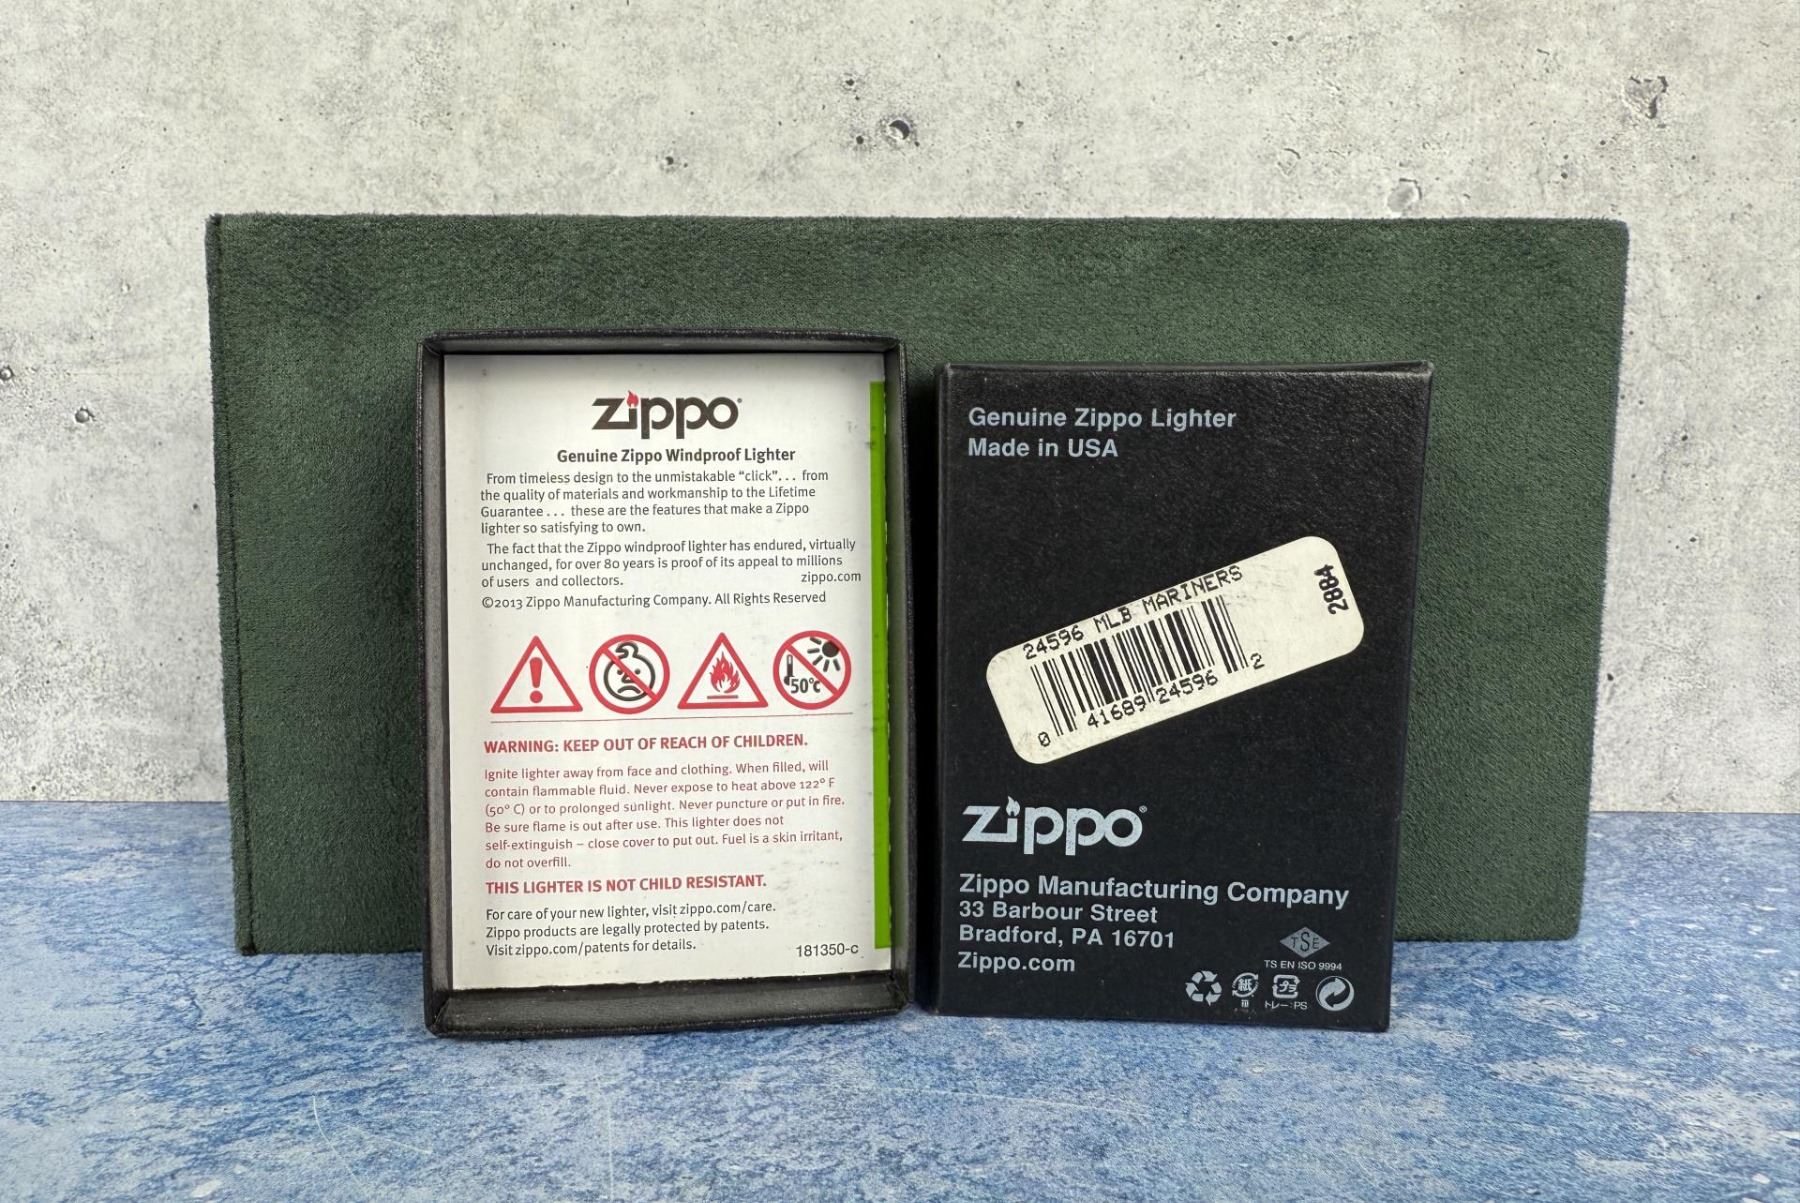 Zippo®
Genuine Zippo Windproof Lighter
From timeless design to the unmistakable “click”... from
the quality of materials and workmanship to the Lifetime
Guarantee ... these are the features that make a Zippo
lighter so satisfying to own.
The fact that the Zippo windproof lighter has endured, virtually
unchanged, for over 80 years is proof of its appeal to millions
of users and collectors. zippo.com
©2013 Zippo Manufacturing Company. All Rights Reserved
50°C
WARNING: KEEP OUT OF REACH OF CHILDREN.
Ignite lighter away from face and clothing. When filled, will
contain flammable fluid. Never expose to heat above 122° F
(50° C) or to prolonged sunlight. Never puncture or put in fire.
Be sure flame is out after use. This lighter does not
self-extinguish – close cover to put out. Fuel is a skin irritant,
do not overfill.
THIS LIGHTER IS NOT CHILD RESISTANT.
For care of your new lighter, visit zippo.com/care.
Zippo products are legally protected by patents.
Visit zippo.com/patents for details.
181350-C
Genuine Zippo Lighter
Made in USA
24596 MLB MARINERS
2884
0 41689 24596 2
Zippo®
Zippo Manufacturing Company
33 Barbour Street
Bradford, PA 16701
Zippo.com
TSE
TS EN ISO 9994
紙
箱
プラ
トレー:PS